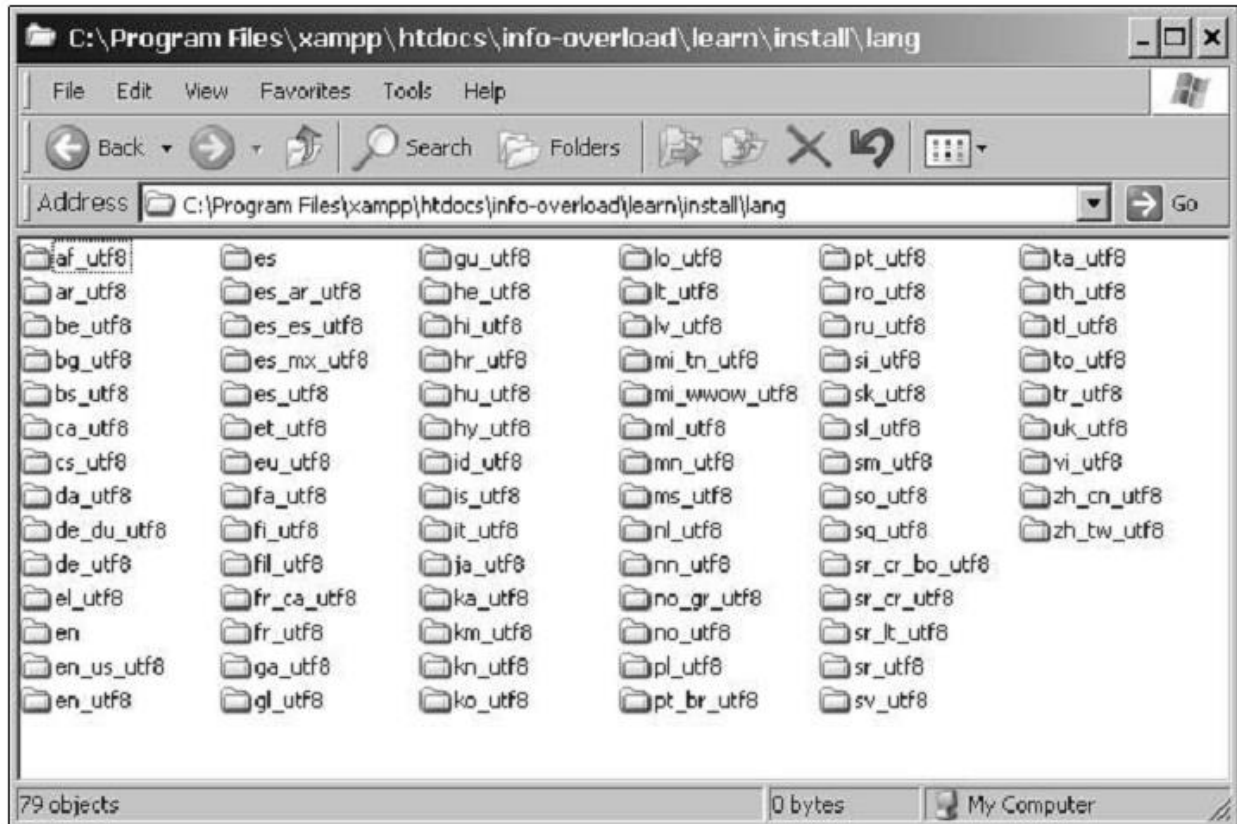 C:\Program Files\xampp\htdocs\info-overload\learn\install\lang
File Edit View Favorites Tools Help
Back Search Folders
Address C:\Program Files\xampp\htdocs\info-overload\learn\install\lang Go
af_utf8 es gu_utf8 lo_utf8 pt_utf8 ta_utf8
ar_utf8 es_ar_utf8 he_utf8 lt_utf8 ro_utf8 th_utf8
be_utf8 es_es_utf8 hi_utf8 lv_utf8 ru_utf8 tl_utf8
bg_utf8 es_mx_utf8 hr_utf8 mi_tn_utf8 si_utf8 to_utf8
bs_utf8 es_utf8 hu_utf8 mi_wwow_utf8 sk_utf8 tr_utf8
ca_utf8 et_utf8 hy_utf8 ml_utf8 sl_utf8 uk_utf8
cs_utf8 eu_utf8 id_utf8 mn_utf8 sm_utf8 vi_utf8
da_utf8 fa_utf8 is_utf8 ms_utf8 so_utf8 zh_cn_utf8
de_du_utf8 fi_utf8 it_utf8 nl_utf8 sq_utf8 zh_tw_utf8
de_utf8 fil_utf8 ja_utf8 nn_utf8 sr_cr_bo_utf8
el_utf8 fr_ca_utf8 ka_utf8 no_gr_utf8 sr_cr_utf8
en fr_utf8 km_utf8 no_utf8 sr_lt_utf8
en_us_utf8 ga_utf8 kn_utf8 pl_utf8 sr_utf8
en_utf8 gl_utf8 ko_utf8 pt_br_utf8 sv_utf8
79 objects 0 bytes My Computer